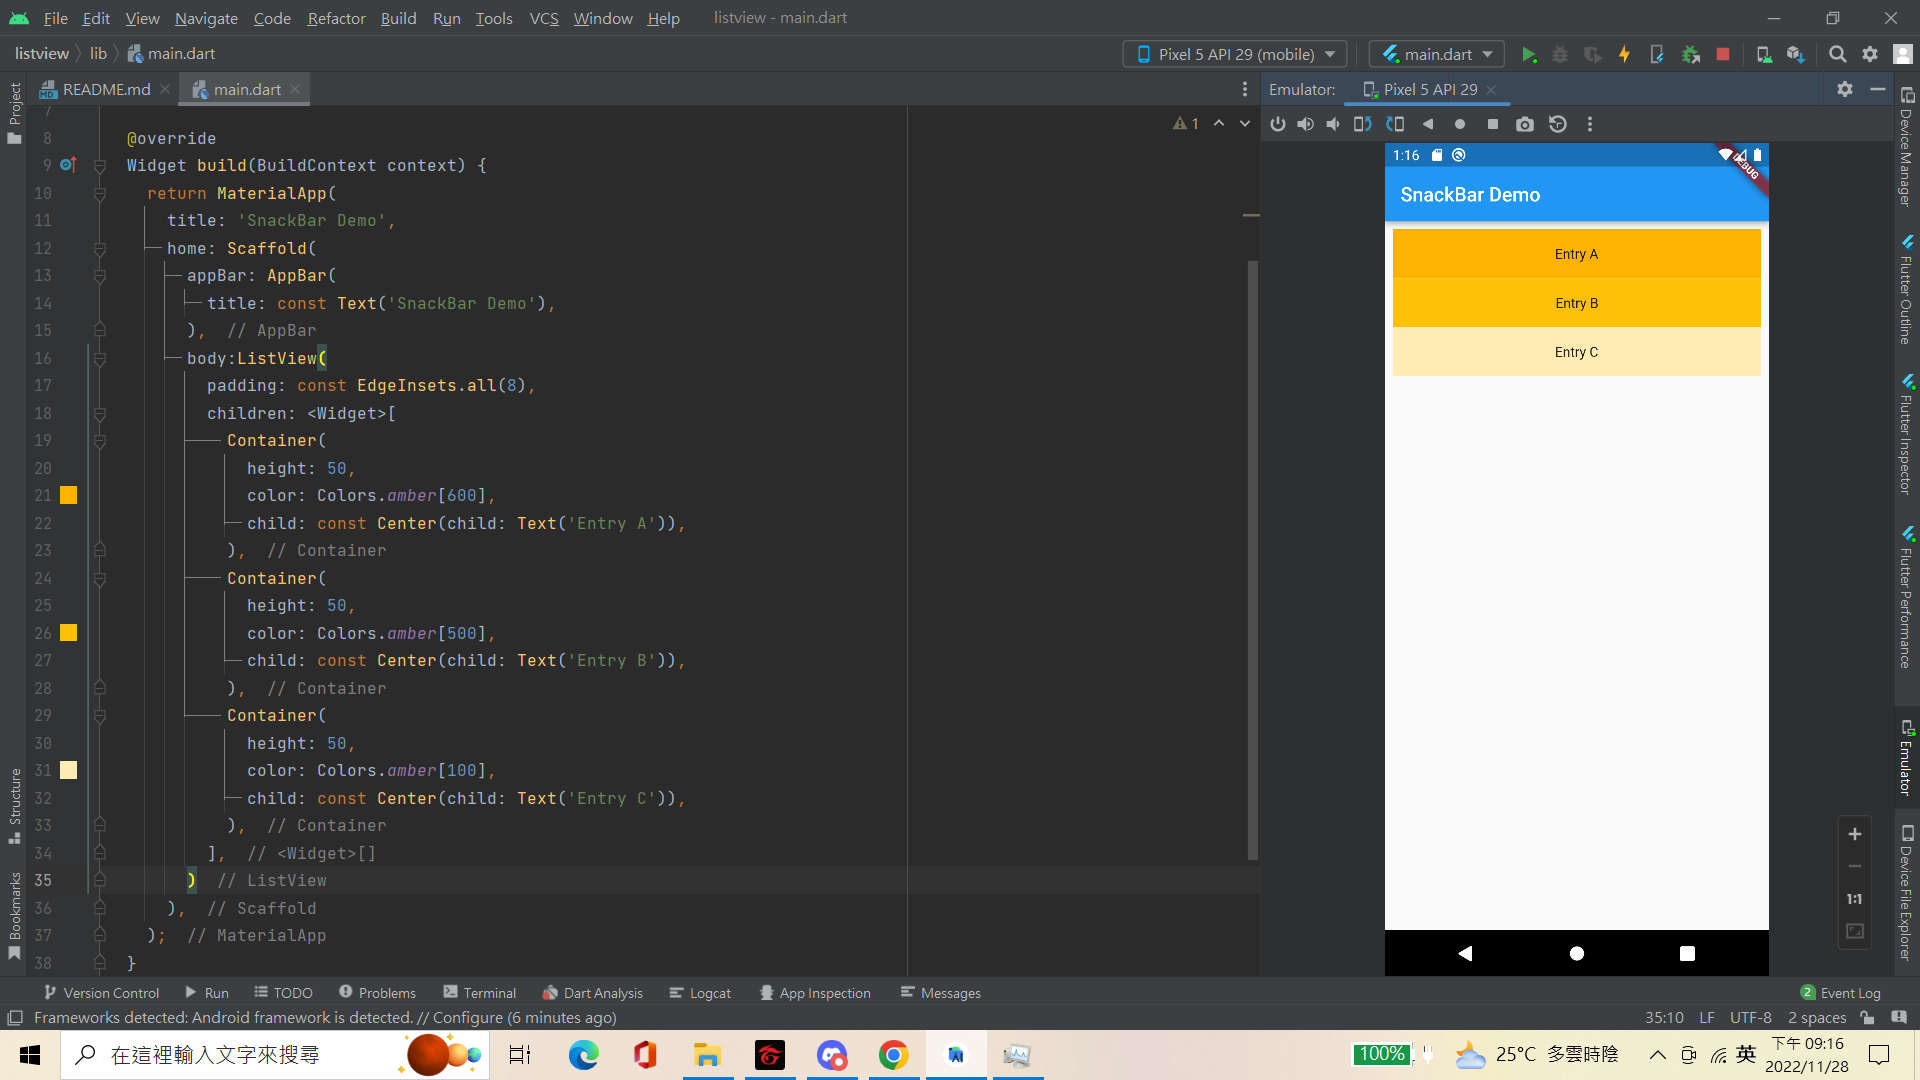 File Edit View Navigate Code Refactor Build Run Tools VCS Window Help listview - main.dart
listview lib main.dart Pixel 5 API 29 (mobile) main.dart
README.md main.dart
Emulator: Pixel 5 API 29
Project
Structure
Bookmarks
7
8 @override
9 Widget build(BuildContext context) {
10 return MaterialApp(
11 title: 'SnackBar Demo',
12 home: Scaffold(
13 appBar: AppBar(
14 title: const Text('SnackBar Demo'),
15 ), // AppBar
16 body:ListView(
17 padding: const EdgeInsets.all(8),
18 children: <Widget>[
19 Container(
20 height: 50,
21 color: Colors.amber[600],
22 child: const Center(child: Text('Entry A')),
23 ), // Container
24 Container(
25 height: 50,
26 color: Colors.amber[500],
27 child: const Center(child: Text('Entry B')),
28 ), // Container
29 Container(
30 height: 50,
31 color: Colors.amber[100],
32 child: const Center(child: Text('Entry C')),
33 ), // Container
34 ], // <Widget>[]
35 ) // ListView
36 ), // Scaffold
37 ); // MaterialApp
38 }
1
1:16
DEBUG
SnackBar Demo
Entry A
Entry B
Entry C
1:1
Device Manager
Flutter Outline
Flutter Inspector
Flutter Performance
Emulator
Device File Explorer
Version Control Run TODO Problems Terminal Dart Analysis Logcat App Inspection Messages 2 Event Log
Frameworks detected: Android framework is detected. // Configure (6 minutes ago) 35:10 LF UTF-8 2 spaces
在這裡輸入文字來搜尋 100% 25°C 多雲時陰 英 下午 09:16
2022/11/28